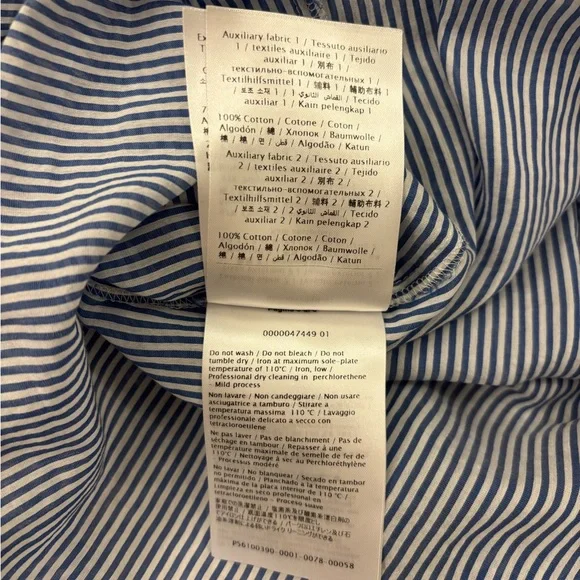 Auxiliary fabric 1 / Tessuto ausiliario
1 / textiles auxiliaire 1 / Tejido
auxiliar 1 / 別布 1 /
текстильно-вспомогательных 1 /
Textilhilfsmittel 1 / 辅料 1 / 輔助布料 1
/ 보조 소재 1 / القماش الثانوي 1 / Tecido
auxiliar 1 / Kain pelengkap 1
100% Cotton / Cotone / Coton /
Algodón / 綿 / Хлопок / Baumwolle /
棉 / 棉 / 면 / قطن / Algodão / Katun
Auxiliary fabric 2 / Tessuto ausiliario
2 / textiles auxiliaire 2 / Tejido
auxiliar 2 / 別布 2 /
текстильно-вспомогательных 2 /
Textilhilfsmittel 2 / 辅料 2 / 輔助布料 2
/ 보조 소재 2 / القماش الثانوي 2 / Tecido
auxiliar 2 / Kain pelengkap 2
100% Cotton / Cotone / Coton /
Algodón / 綿 / Хлопок / Baumwolle /
棉 / 棉 / 면 / قطن / Algodão / Katun
0000047449 01
Do not wash / Do not bleach / Do not
tumble dry / Iron at maximum sole-plate
temperature of 110°C / Iron, low /
Professional dry cleaning in perchlorethene
- Mild process
Non lavare / Non candeggiare / Non usare
asciugatrice a tamburo / Stirare a
temperatura massima 110 °C / Lavaggio
professionale delicato a secco con
tetracloroetilene
Ne pas laver / Pas de blanchiment / Pas de
séchage en tambour / Repasser à une
température maximale de semelle de fer de
110°C / Nettoyage à sec au Perchloréthylène
/ Processus modéré
No lavar / No blanquear / Secado en tambor
no permitido / Planchado a la temperatura
máxima de la placa interior de 110°C /
Limpieza en seco profesional en
tetracloroetileno - Proceso suave
P56100390-0001-0078-00058